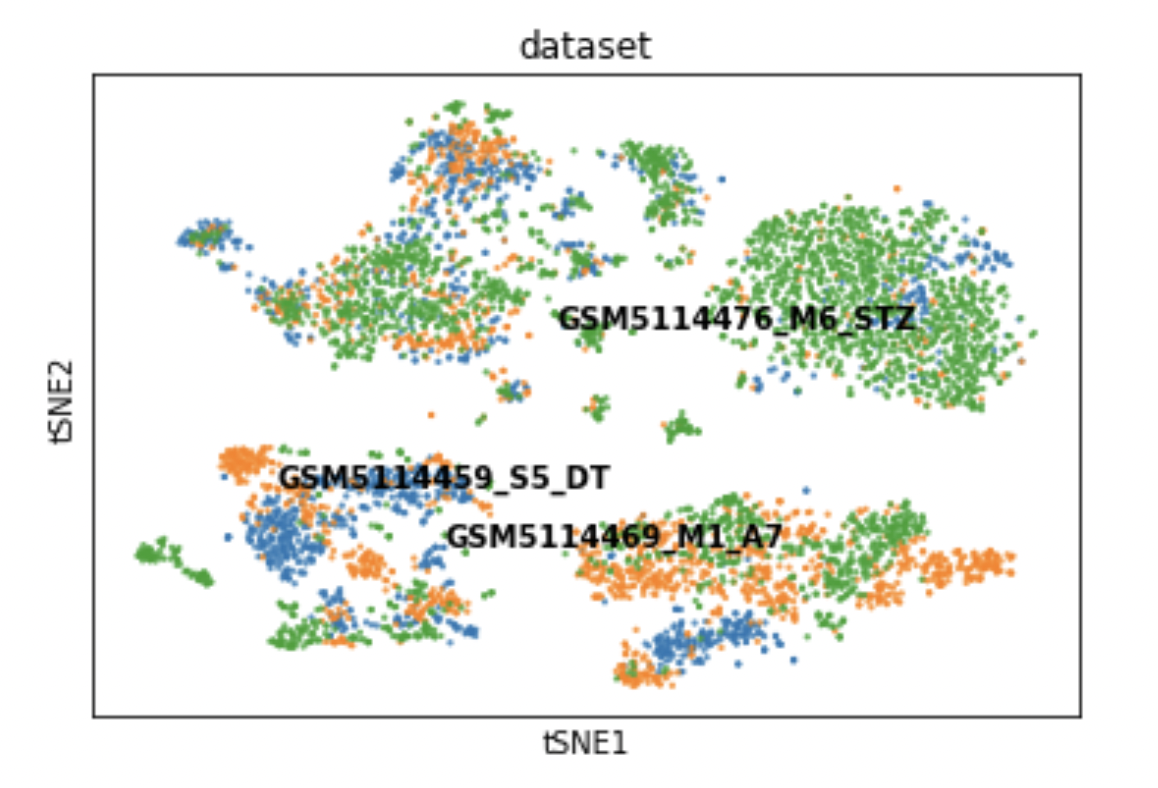 dataset
GSM5114476_M6_STZ
tSNE2
GSM5114459_S5_DT
GSM5114469_M1_A7
tSNE1